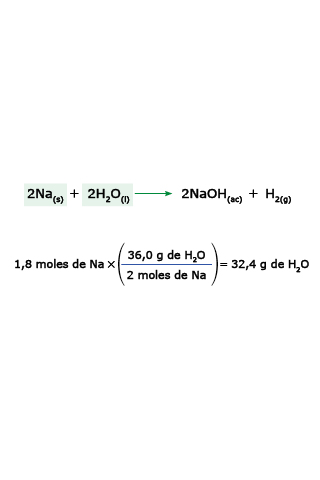 2Na(s) + 2H2O(l) → 2NaOH(ac) + H2(g)
1,8 moles de Na × (36,0 g de H2O / 2 moles de Na) = 32,4 g de H2O